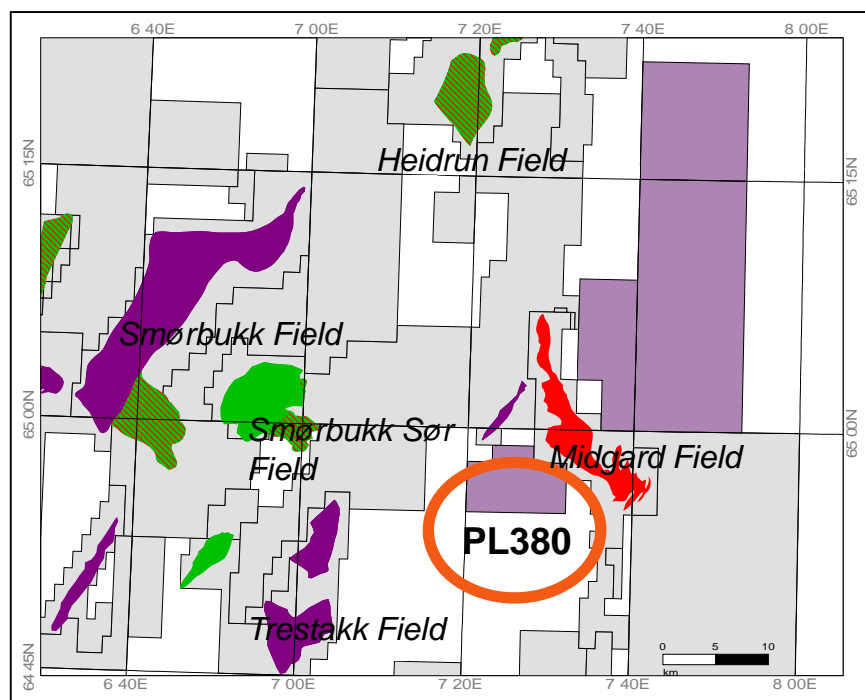 6 40E 7 00E 7 20E 7 40E 8 00E
65 15N
65 15N
Heidrun Field
Smørbukk Field
65 00N
65 00N
Smørbukk Sør
Field
Midgard Field
PL380
Trestakk Field
0 5 10
km
64 45N
6 40E 7 00E 7 20E 7 40E 8 00E